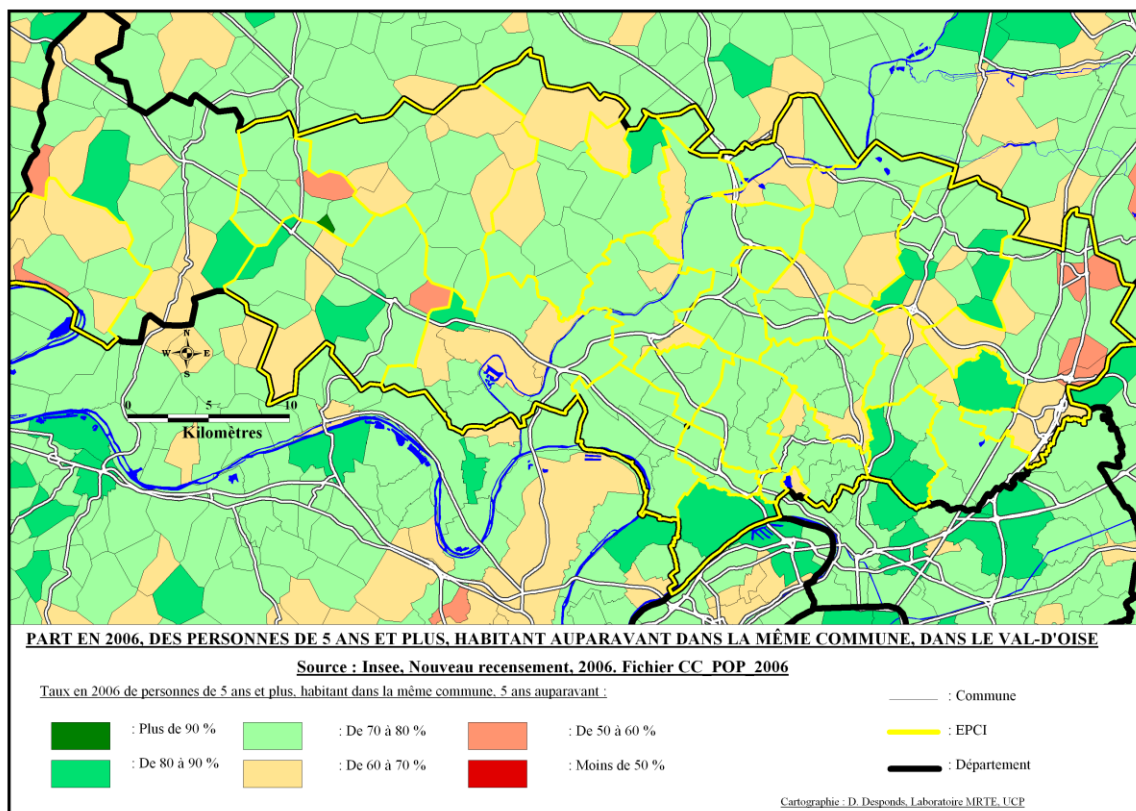 N
W E
S
0 5 10
Kilomètres
PART EN 2006, DES PERSONNES DE 5 ANS ET PLUS, HABITANT AUPARAVANT DANS LA MÊME COMMUNE, DANS LE VAL-D'OISE
Source : Insee, Nouveau recensement, 2006. Fichier CC_POP_2006
Taux en 2006 de personnes de 5 ans et plus, habitant dans la même commune, 5 ans auparavant :
: Plus de 90 % : De 70 à 80 % : De 50 à 60 %
: De 80 à 90 % : De 60 à 70 % : Moins de 50 %
: Commune
: EPCI
: Département
Cartographie : D. Desponds, Laboratoire MRTE, UCP